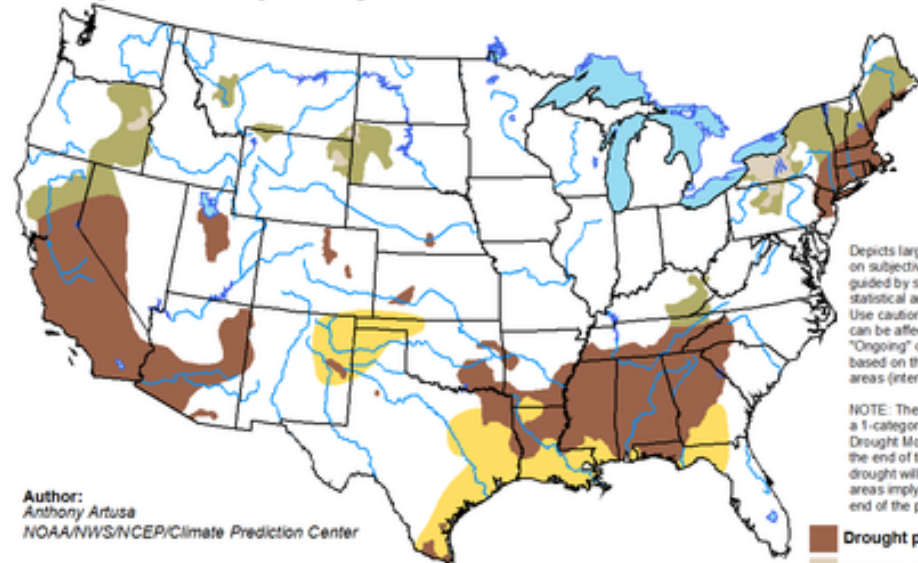 Depicts larg
on subjectiv
guided by s
statistical a
Use cautio
can be affe
"Ongoing" d
based on th
areas (inter
NOTE: The
a 1-categor
Drought Mo
the end of t
drought will
areas imply
end of the p
Author:
Anthony Artusa
NOAA/NWS/NCEP/Climate Prediction Center
Drought p